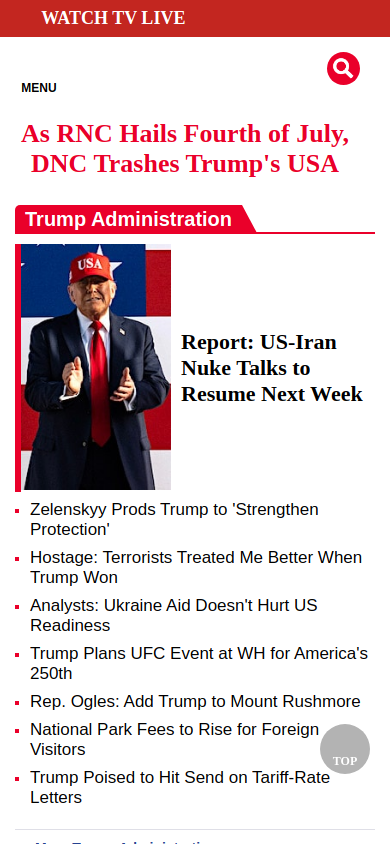 WATCH TV LIVE
MENU
As RNC Hails Fourth of July,
DNC Trashes Trump's USA
Trump Administration
USA
Report: US-Iran
Nuke Talks to
Resume Next Week
Zelenskyy Prods Trump to 'Strengthen
Protection'
Hostage: Terrorists Treated Me Better When
Trump Won
Analysts: Ukraine Aid Doesn't Hurt US
Readiness
Trump Plans UFC Event at WH for America's
250th
Rep. Ogles: Add Trump to Mount Rushmore
National Park Fees to Rise for Foreign
Visitors
TOP
Trump Poised to Hit Send on Tariff-Rate
Letters